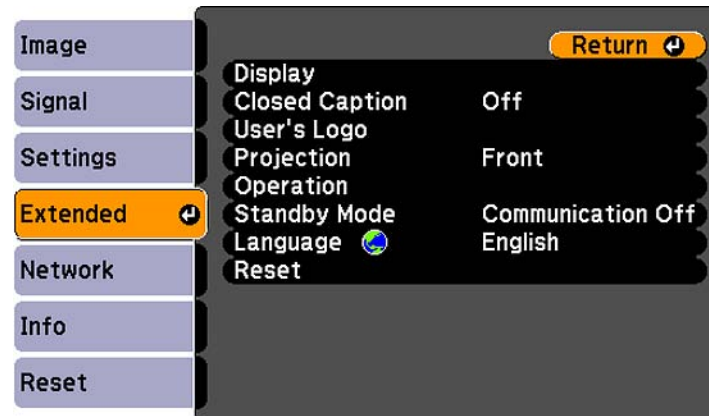 Image
Signal
Settings
Extended
Network
Info
Reset
Return
Display
Closed Caption Off
User's Logo
Projection Front
Operation
Standby Mode Communication Off
Language English
Reset